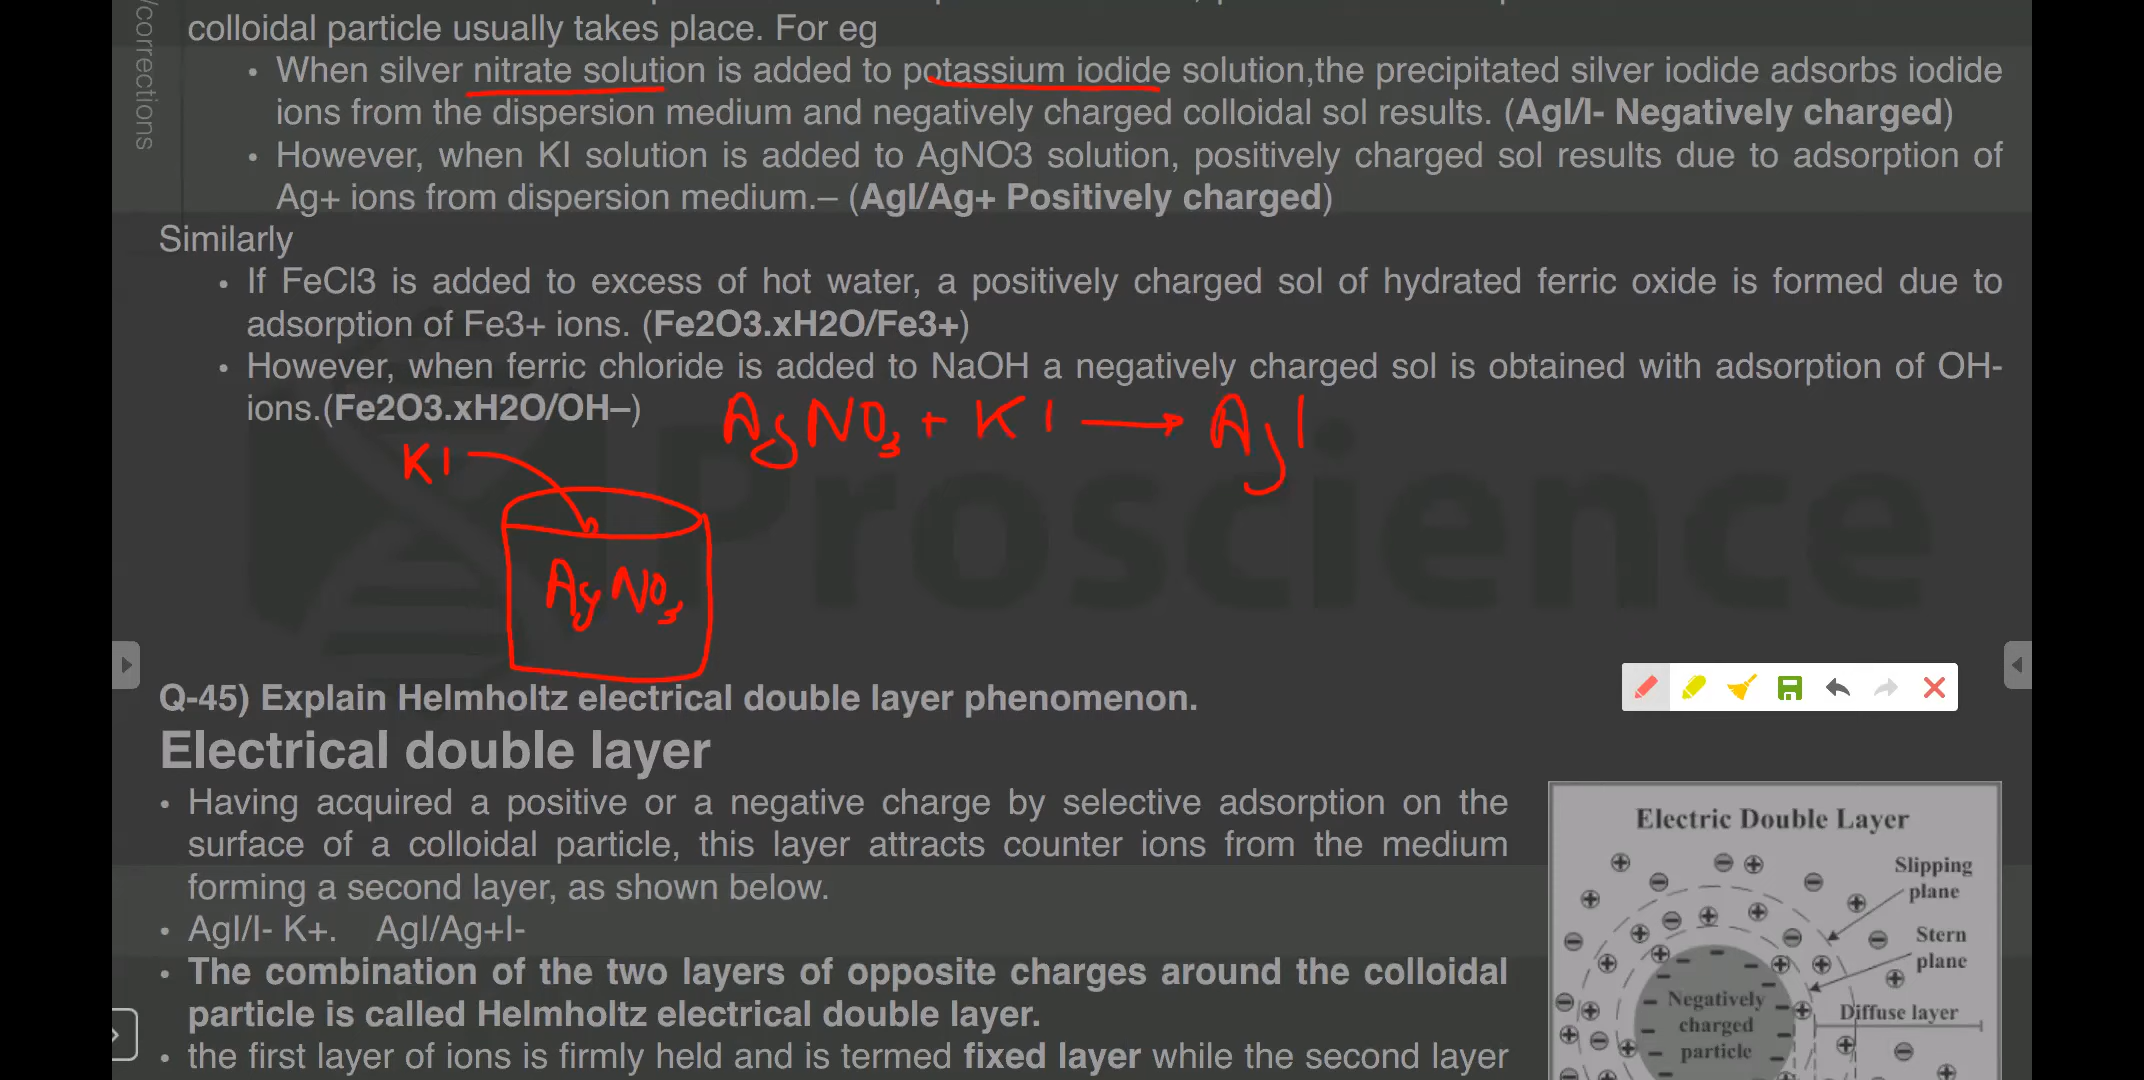 /corrections
colloidal particle usually takes place. For eg
• When silver nitrate solution is added to potassium iodide solution,the precipitated silver iodide adsorbs iodide
ions from the dispersion medium and negatively charged colloidal sol results. (AgI/I- Negatively charged)
• However, when KI solution is added to AgNO3 solution, positively charged sol results due to adsorption of
Ag+ ions from dispersion medium.– (AgI/Ag+ Positively charged)
Similarly
• If FeCl3 is added to excess of hot water, a positively charged sol of hydrated ferric oxide is formed due to
adsorption of Fe3+ ions. (Fe2O3.xH2O/Fe3+)
• However, when ferric chloride is added to NaOH a negatively charged sol is obtained with adsorption of OH-
ions.(Fe2O3.xH2O/OH–)
AgNO3 + KI → AgI
KI
AgNO3
Proscience
Q-45) Explain Helmholtz electrical double layer phenomenon.
Electrical double layer
• Having acquired a positive or a negative charge by selective adsorption on the
surface of a colloidal particle, this layer attracts counter ions from the medium
forming a second layer, as shown below.
• AgI/I- K+. AgI/Ag+I-
• The combination of the two layers of opposite charges around the colloidal
particle is called Helmholtz electrical double layer.
• the first layer of ions is firmly held and is termed fixed layer while the second layer
Electric Double Layer
Slipping
plane
Stern
plane
Diffuse layer
Negatively
charged
particle